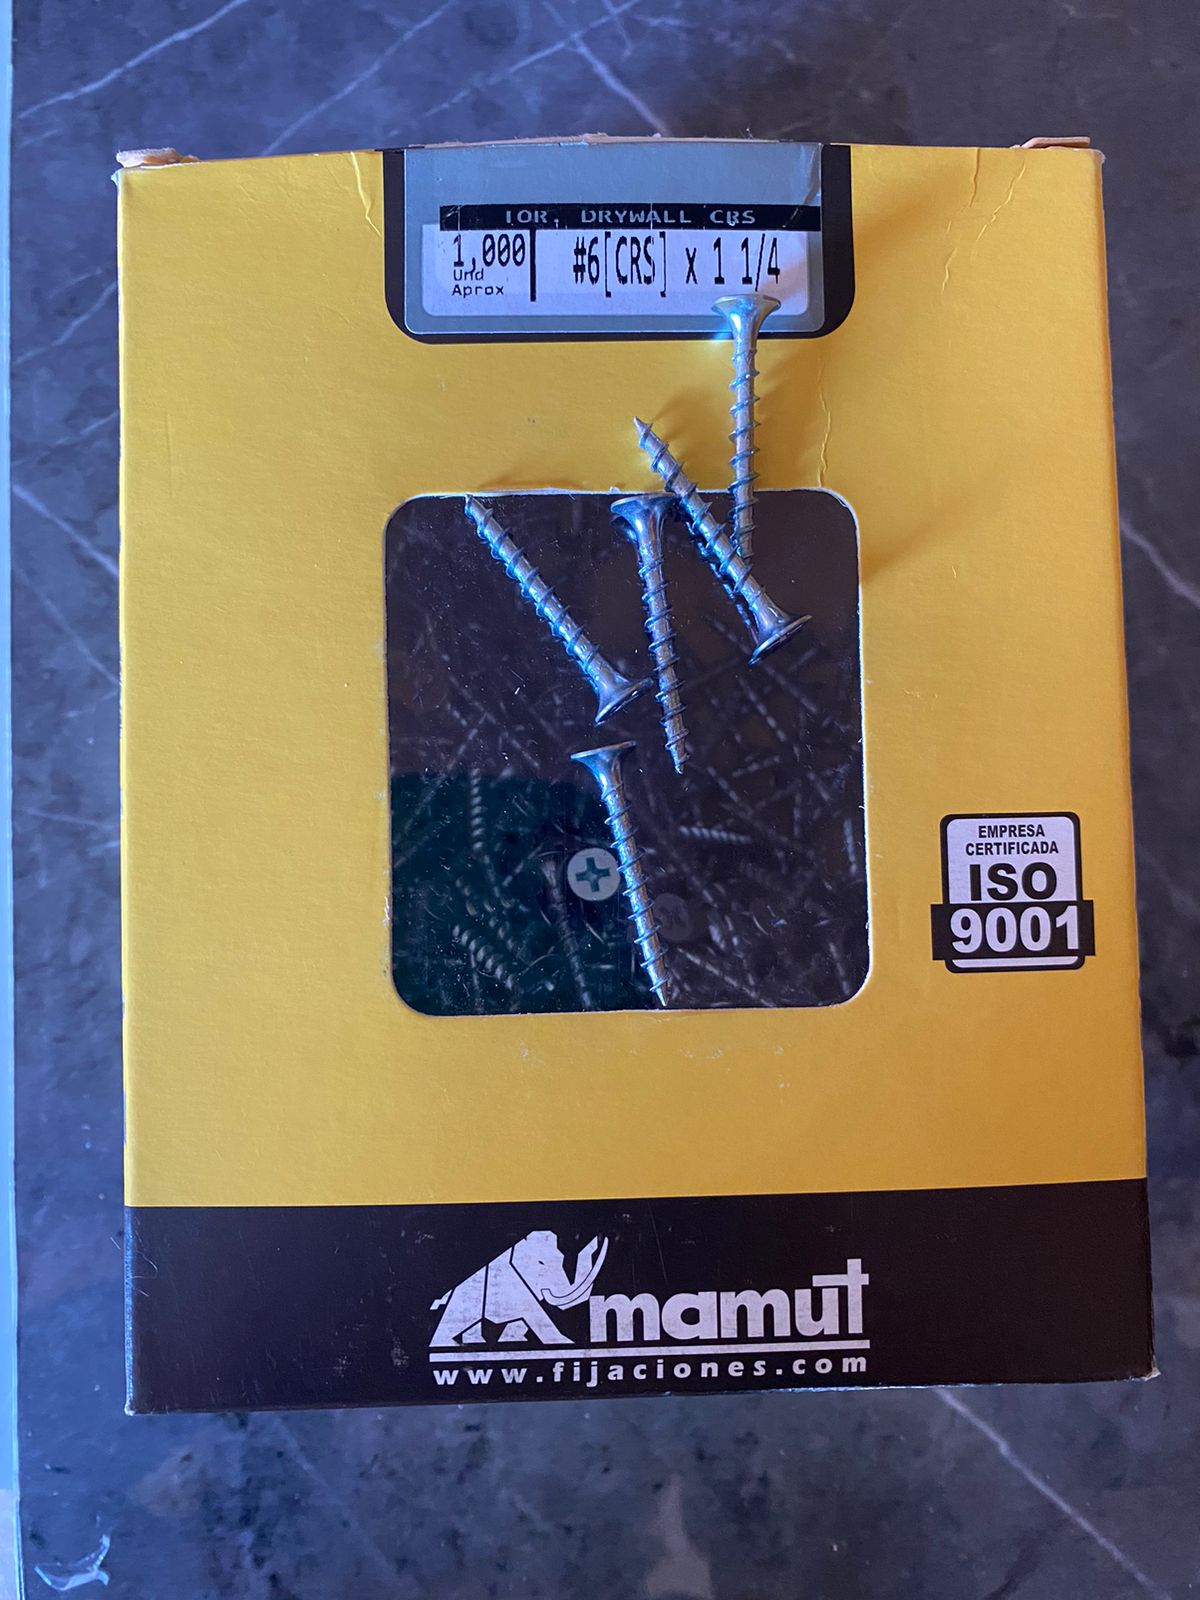 TOR. DRYWALL CRS
1,000
Und
Aprox
#6[CRS] x 1 1/4
EMPRESA
CERTIFICADA
ISO
9001
mamut
www.fijaciones.com